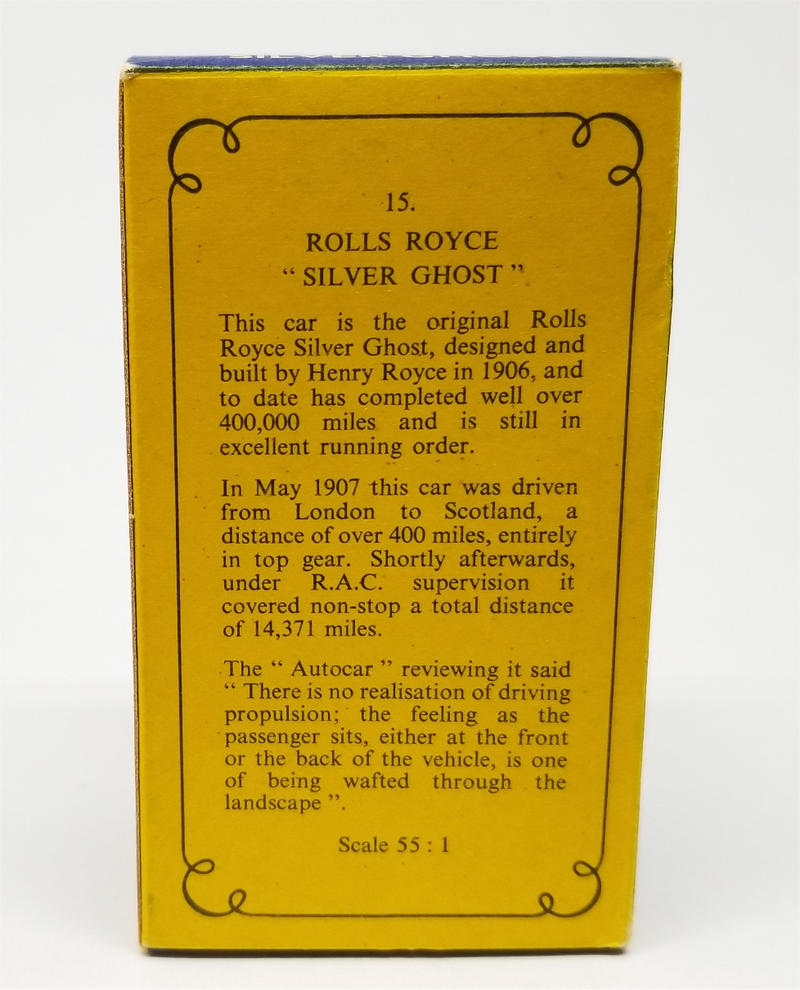 15.
ROLLS ROYCE
“ SILVER GHOST ”
This car is the original Rolls
Royce Silver Ghost, designed and
built by Henry Royce in 1906, and
to date has completed well over
400,000 miles and is still in
excellent running order.
In May 1907 this car was driven
from London to Scotland, a
distance of over 400 miles, entirely
in top gear. Shortly afterwards,
under R.A.C. supervision it
covered non-stop a total distance
of 14,371 miles.
The “ Autocar ” reviewing it said
“ There is no realisation of driving
propulsion; the feeling as the
passenger sits, either at the front
or the back of the vehicle, is one
of being wafted through the
landscape ”.
Scale 55 : 1